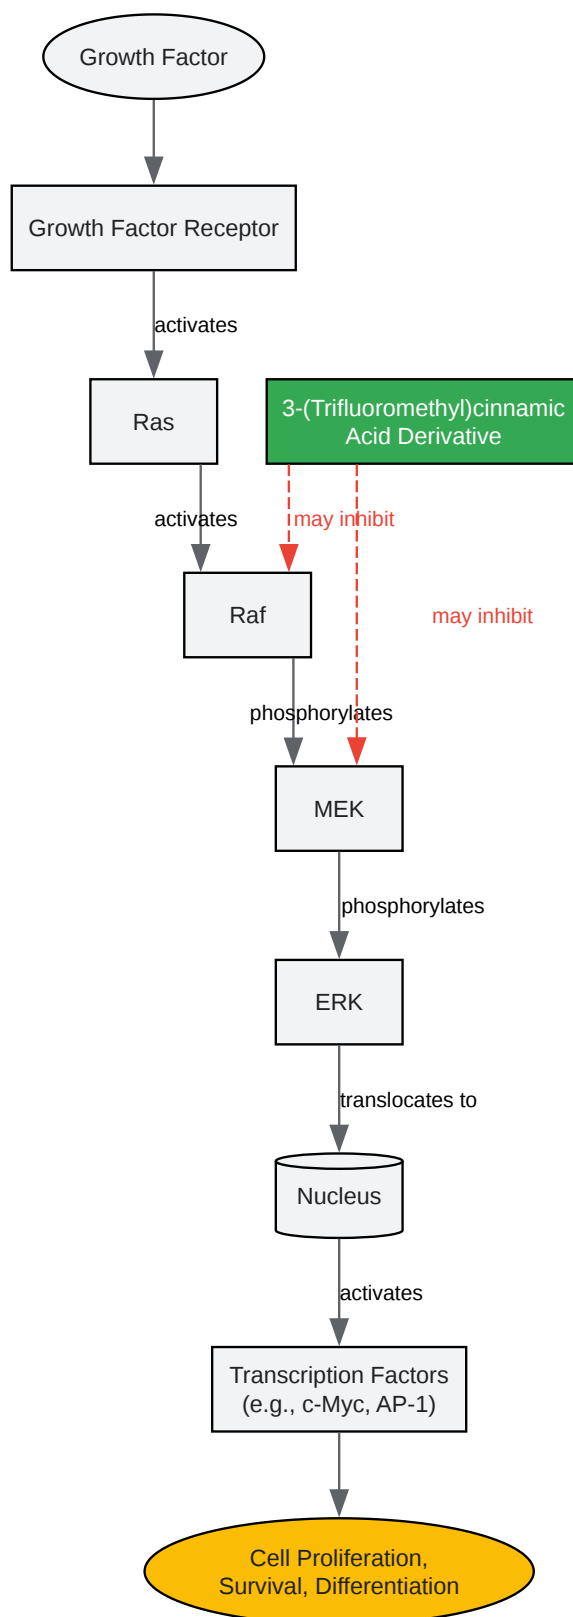 Growth Factor
Growth Factor Receptor
activates
Ras
3-(Trifluoromethyl)cinnamic
Acid Derivative
activates
may inhibit
Raf
may inhibit
phosphorylates
MEK
phosphorylates
ERK
translocates to
Nucleus
activates
Transcription Factors
(e.g., c-Myc, AP-1)
Cell Proliferation,
Survival, Differentiation